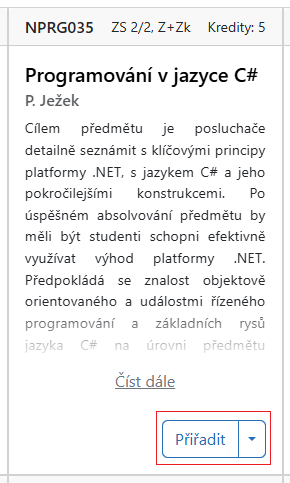 NPRG035 ZS 2/2, Z+Zk Kredity: 5
Programování v jazyce C#
P. Ježek
Cílem předmětu je posluchače
detailně seznámit s klíčovými principy
platformy .NET, s jazykem C# a jeho
pokročilejšími konstrukcemi. Po
úspěšném absolvování předmětu by
měli být studenti schopni efektivně
využívat výhod platformy .NET.
Předpokládá se znalost objektově
orientovaného a událostmi řízeného
programování a základních rysů
jazyka C# na úrovni předmětu
Číst dále
Přiřadit